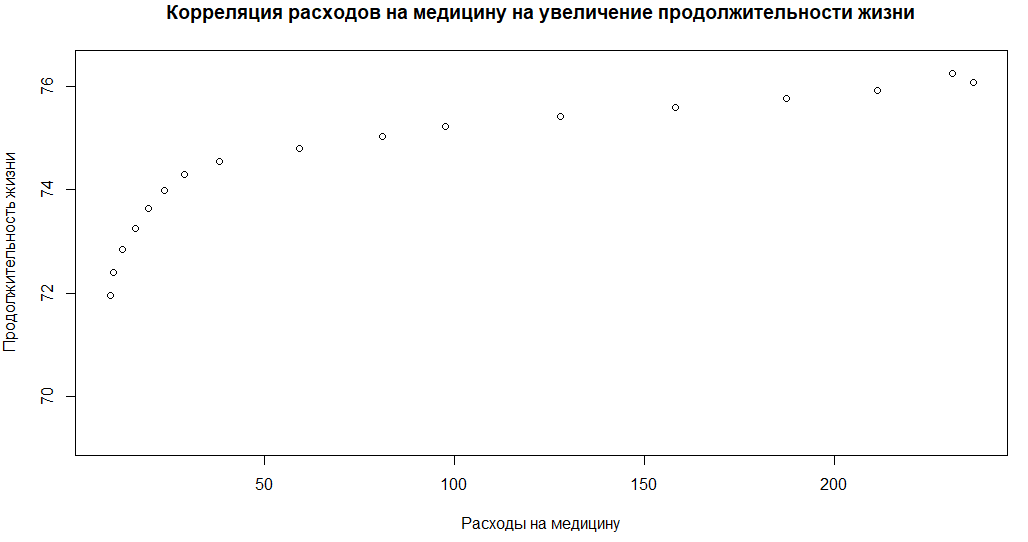 Корреляция расходов на медицину на увеличение продолжительности жизни
Продолжительность жизни
76
74
72
70
50 100 150 200
Расходы на медицину